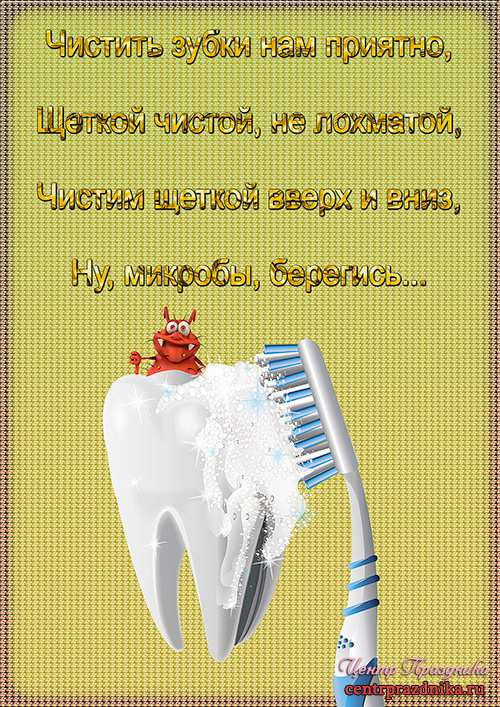 Чистить зубки нам приятно,
Щеткой чистой, не лохматой,
Чистим щеткой вверх и вниз,
Ну, микробы, берегись...
Центр Праздника
centrprazdnika.ru